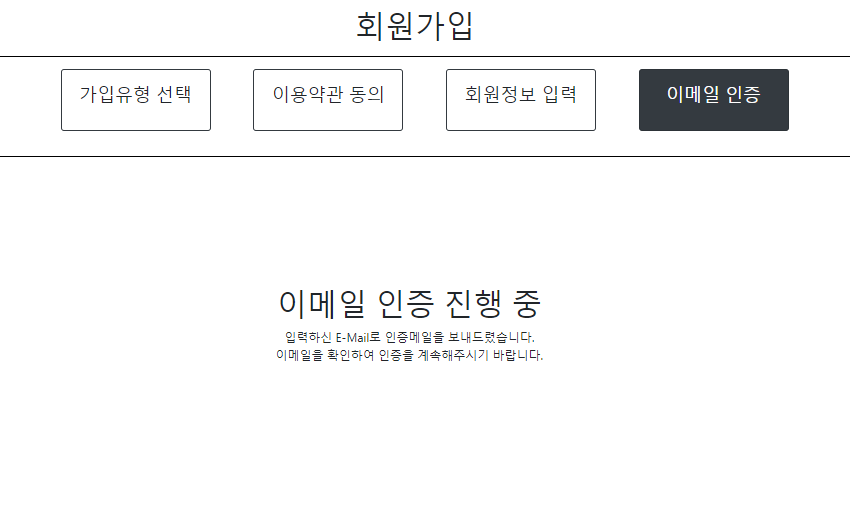 회원가입
가입유형 선택
이용약관 동의
회원정보 입력
이메일 인증
이메일 인증 진행 중
입력하신 E-Mail로 인증메일을 보내드렸습니다.
이메일을 확인하여 인증을 계속해주시기 바랍니다.